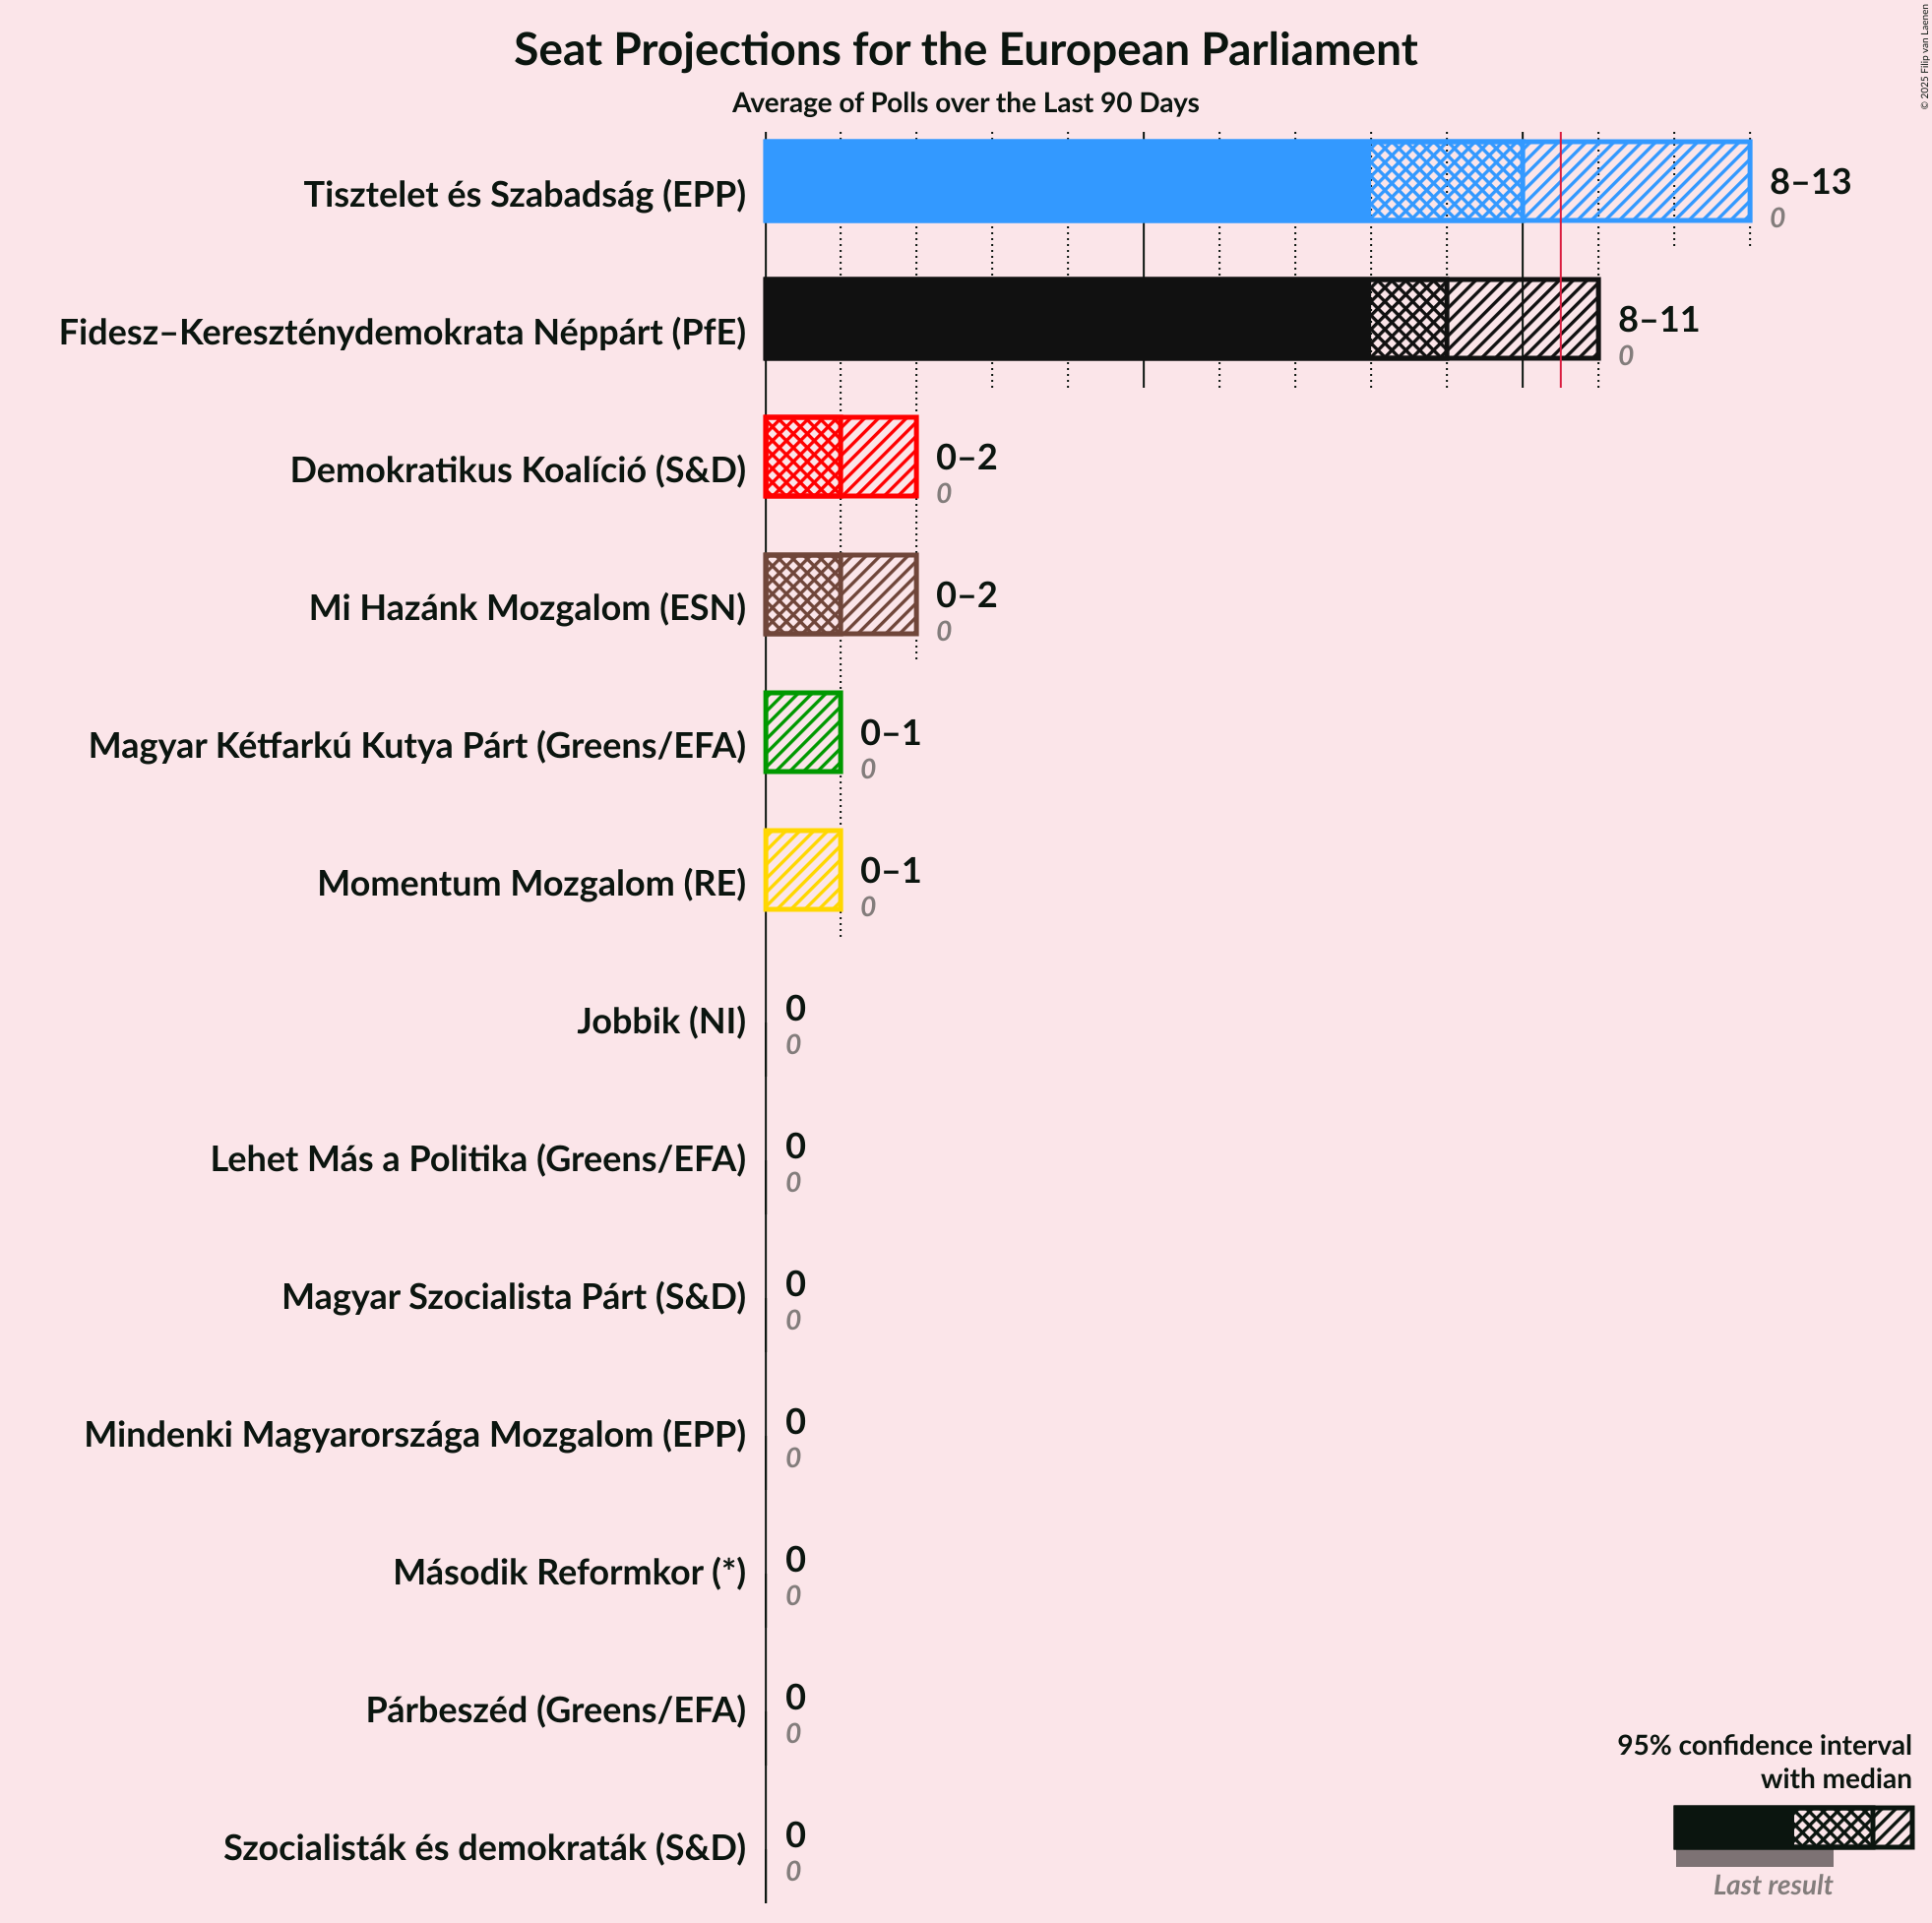 Seat Projections for the European Parliament
Average of Polls over the Last 90 Days
© 2025 Filip van Laenen
Tisztelet és Szabadság (EPP)
8–13
0
Fidesz–Kereszténydemokrata Néppárt (PfE)
8–11
0
Demokratikus Koalíció (S&D)
0–2
0
Mi Hazánk Mozgalom (ESN)
0–2
0
Magyar Kétfarkú Kutya Párt (Greens/EFA)
0–1
0
Momentum Mozgalom (RE)
0–1
0
Jobbik (NI)
0
0
Lehet Más a Politika (Greens/EFA)
0
0
Magyar Szocialista Párt (S&D)
0
0
Mindenki Magyarországa Mozgalom (EPP)
0
0
Második Reformkor (*)
0
0
Párbeszéd (Greens/EFA)
0
0
Szocialisták és demokraták (S&D)
0
0
95% confidence interval
with median
Last result